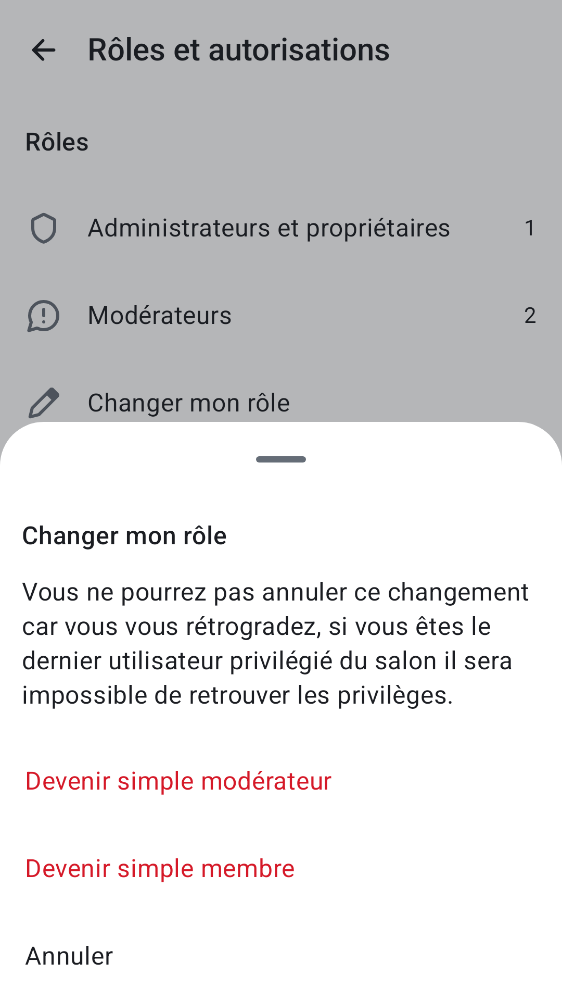 Rôles et autorisations
Rôles
Administrateurs et propriétaires 1
Modérateurs 2
Changer mon rôle
Changer mon rôle
Vous ne pourrez pas annuler ce changement
car vous vous rétrogradez, si vous êtes le
dernier utilisateur privilégié du salon il sera
impossible de retrouver les privilèges.
Devenir simple modérateur
Devenir simple membre
Annuler